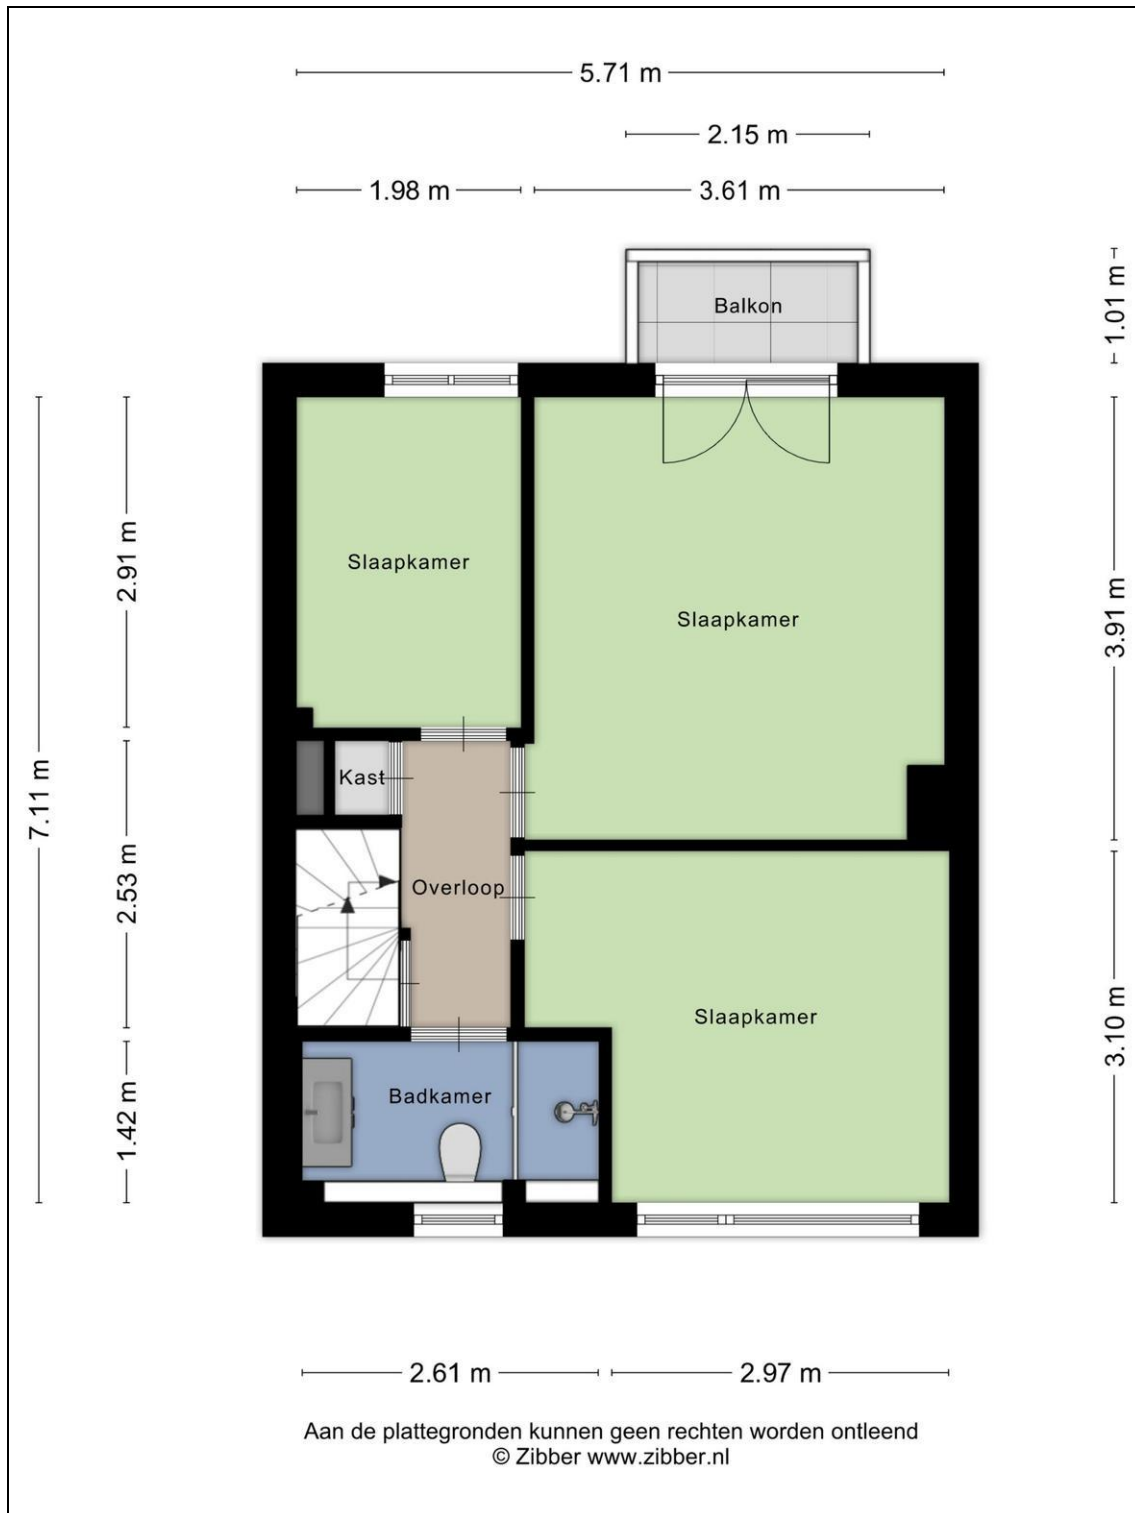 5.71 m
2.15 m
1.98 m
3.61 m
1.01 m
Balkon
2.91 m
Slaapkamer
3.91 m
Slaapkamer
7.11 m
Kast
2.53 m
Overloop
Slaapkamer
3.10 m
1.42 m
Badkamer
2.61 m
2.97 m
Aan de plattegronden kunnen geen rechten worden ontleend
© Zibber www.zibber.nl